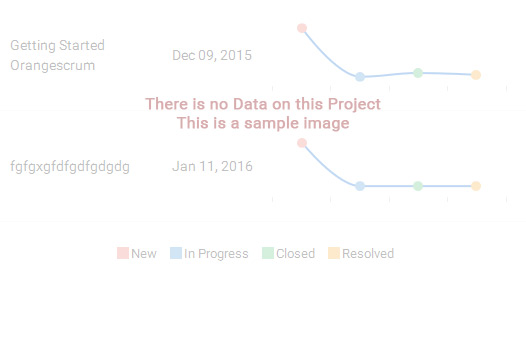 Getting Started
Orangescrum
Dec 09, 2015
There is no Data on this Project
This is a sample image
fgfgxgfdfgdfgdgdg
Jan 11, 2016
New
In Progress
Closed
Resolved